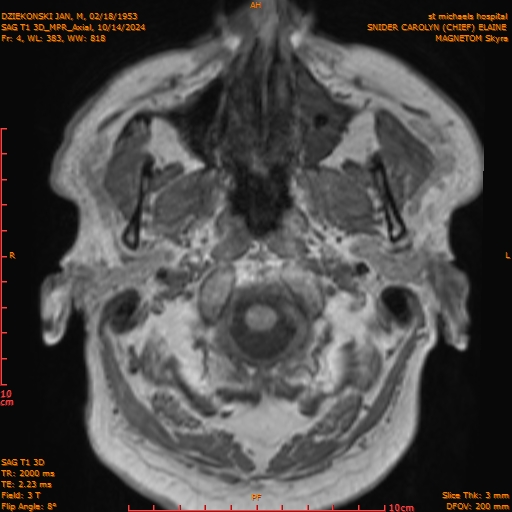 AH
DZIEKONSKI JAN, M, 02/18/1953
SAG T1 3D_MPR_Axial, 10/14/2024
Fr: 4, WL: 383, WW: 818
st michaels hospital
SNIDER CAROLYN (CHIEF) ELAINE
MAGNETOM Skyra
R
L
10
cm
SAG T1 3D
TR: 2000 ms
TE: 2.23 ms
Field: 3 T
Flip Angle: 8°
PF
10cm
Slice Thk: 3 mm
DFOV: 200 mm